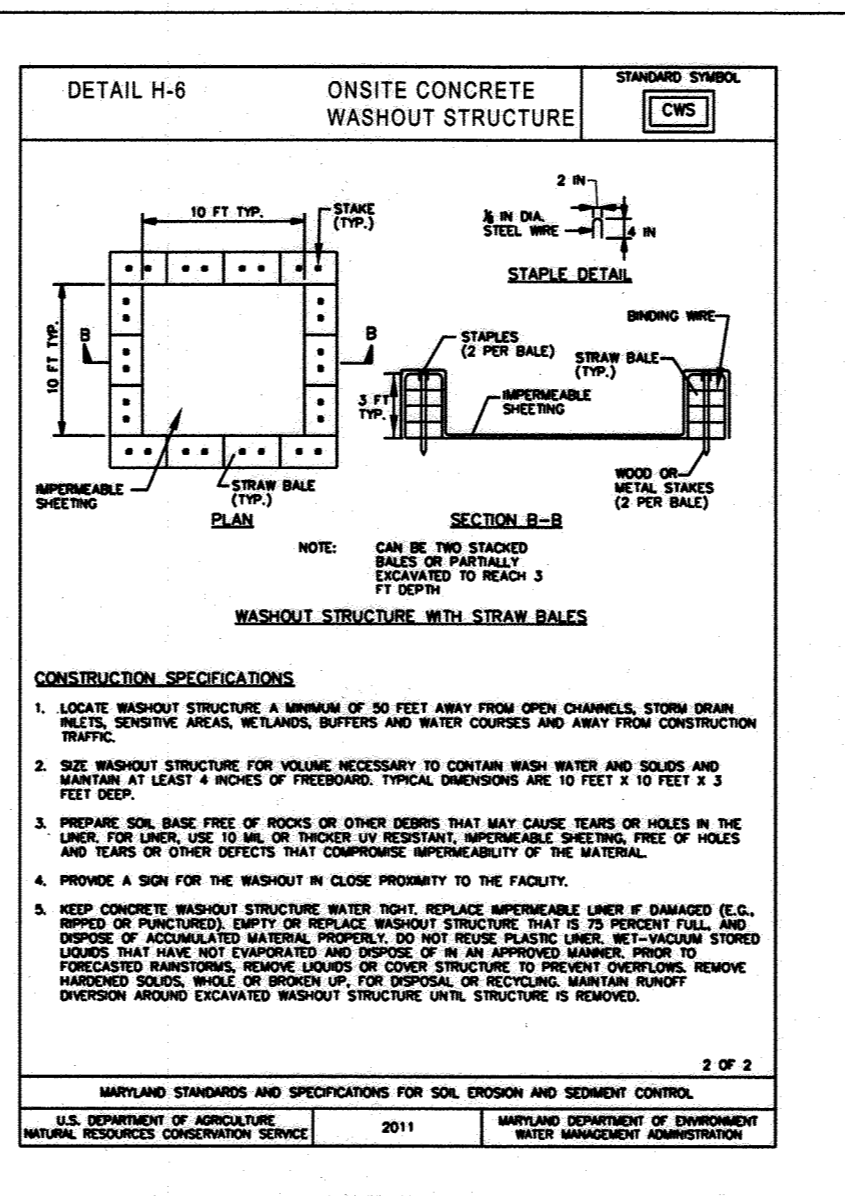 DETAIL H-6
ONSITE CONCRETE
WASHOUT STRUCTURE
STANDARD SYMBOL
CWS
10 FT TYP.
STAKE
(TYP.)
10 FT TYP.
B
B
IMPERMEABLE
SHEETING
STRAW BALE
(TYP.)
PLAN
2 IN
⅛ IN DIA.
STEEL WIRE
4 IN
STAPLE DETAIL
BINDING WIRE
STAPLES
(2 PER BALE)
STRAW BALE
(TYP.)
3 FT
TYP.
IMPERMEABLE
SHEETING
WOOD OR
METAL STAKES
(2 PER BALE)
SECTION B-B
NOTE: CAN BE TWO STACKED
BALES OR PARTIALLY
EXCAVATED TO REACH 3
FT DEPTH
WASHOUT STRUCTURE WITH STRAW BALES
CONSTRUCTION SPECIFICATIONS
1. LOCATE WASHOUT STRUCTURE A MINIMUM OF 50 FEET AWAY FROM OPEN CHANNELS, STORM DRAIN
INLETS, SENSITIVE AREAS, WETLANDS, BUFFERS AND WATER COURSES AND AWAY FROM CONSTRUCTION
TRAFFIC.
2. SIZE WASHOUT STRUCTURE FOR VOLUME NECESSARY TO CONTAIN WASH WATER AND SOLIDS AND
MAINTAIN AT LEAST 4 INCHES OF FREEBOARD. TYPICAL DIMENSIONS ARE 10 FEET X 10 FEET X 3
FEET DEEP.
3. PREPARE SOIL BASE FREE OF ROCKS OR OTHER DEBRIS THAT MAY CAUSE TEARS OR HOLES IN THE
LINER. FOR LINER, USE 10 MIL OR THICKER UV RESISTANT, IMPERMEABLE SHEETING, FREE OF HOLES
AND TEARS OR OTHER DEFECTS THAT COMPROMISE IMPERMEABILITY OF THE MATERIAL.
4. PROVIDE A SIGN FOR THE WASHOUT IN CLOSE PROXIMITY TO THE FACILITY.
5. KEEP CONCRETE WASHOUT STRUCTURE WATER TIGHT. REPLACE IMPERMEABLE LINER IF DAMAGED (E.G.,
RIPPED OR PUNCTURED). EMPTY OR REPLACE WASHOUT STRUCTURE THAT IS 75 PERCENT FULL, AND
DISPOSE OF ACCUMULATED MATERIAL PROPERLY. DO NOT REUSE PLASTIC LINER. WET-VACUUM STORED
LIQUIDS THAT HAVE NOT EVAPORATED AND DISPOSE OF IN AN APPROVED MANNER. PRIOR TO
FORECASTED RAINSTORMS, REMOVE LIQUIDS OR COVER STRUCTURE TO PREVENT OVERFLOWS. REMOVE
HARDENED SOLIDS, WHOLE OR BROKEN UP, FOR DISPOSAL OR RECYCLING. MAINTAIN RUNOFF
DIVERSION AROUND EXCAVATED WASHOUT STRUCTURE UNTIL STRUCTURE IS REMOVED.
2 OF 2
MARYLAND STANDARDS AND SPECIFICATIONS FOR SOIL EROSION AND SEDIMENT CONTROL
U.S. DEPARTMENT OF AGRICULTURE
NATURAL RESOURCES CONSERVATION SERVICE
2011
MARYLAND DEPARTMENT OF ENVIRONMENT
WATER MANAGEMENT ADMINISTRATION